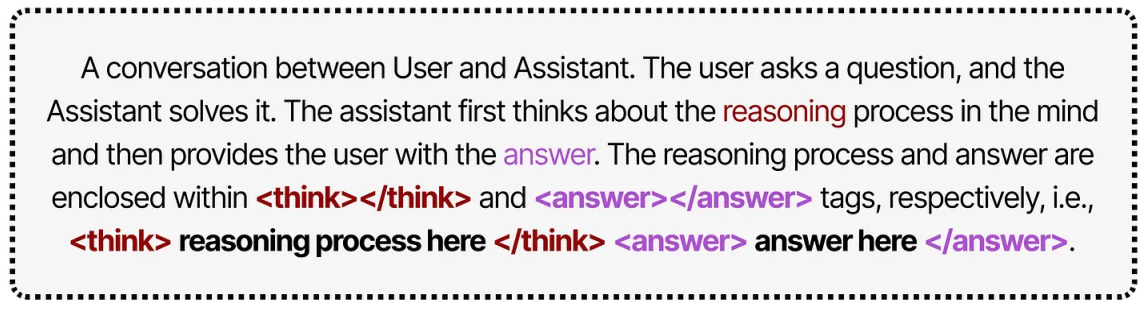 A conversation between User and Assistant. The user asks a question, and the
Assistant solves it. The assistant first thinks about the reasoning process in the mind
and then provides the user with the answer. The reasoning process and answer are
enclosed within <think></think> and <answer></answer> tags, respectively, i.e.,
<think> reasoning process here </think> <answer> answer here </answer>.